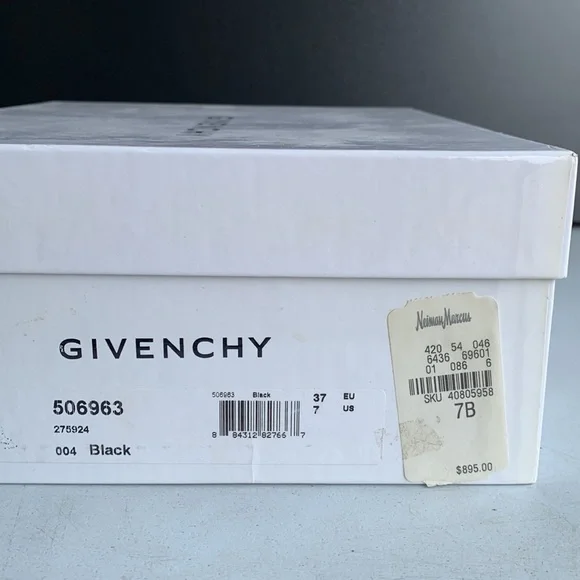 GIVENCHY
506963
275924
004 Black
506963 Black
8 84312 82766 7
37 EU
7 US
Neiman Marcus
420 54 046
6436 69601
01 086 6
SKU 40805958
7B
$895.00